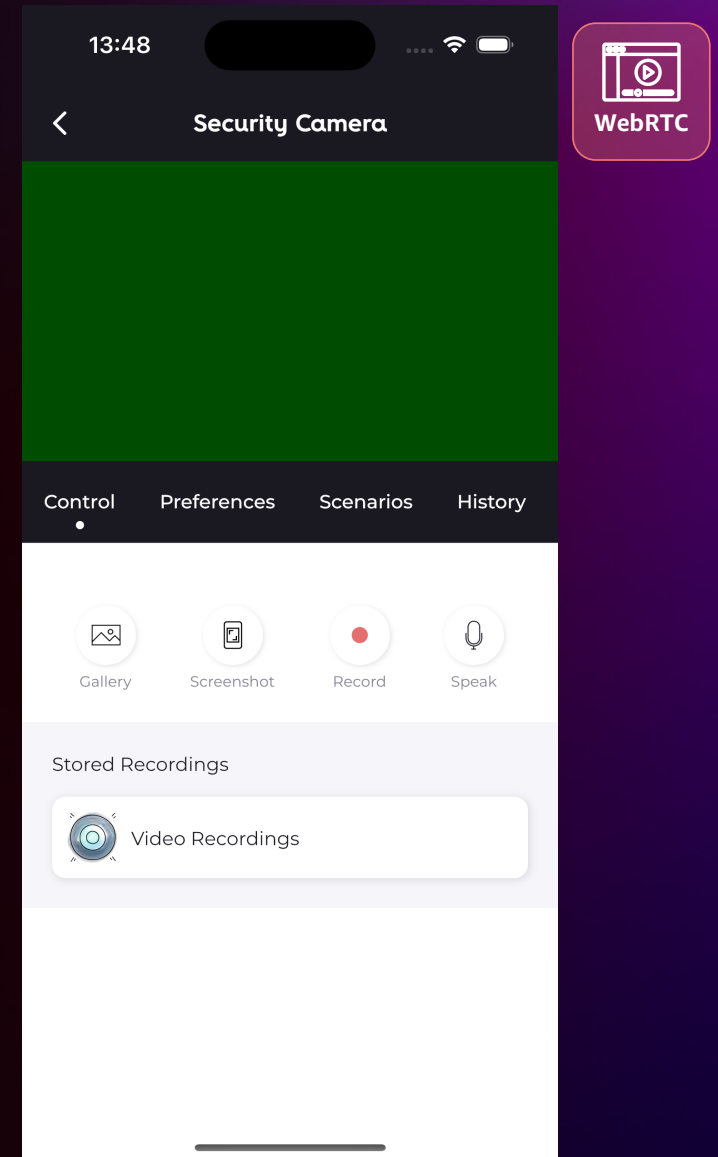 13:48
Security Camera
WebRTC
Control Preferences Scenarios History
Gallery Screenshot Record Speak
Stored Recordings
Video Recordings